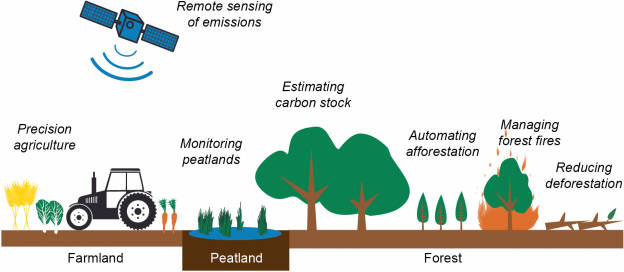 Remote sensing
of emissions
Estimating
carbon stock
Precision
agriculture
Monitoring
peatlands
Automating
afforestation
Managing
forest fires
Reducing
deforestation
Farmland
Peatland
Forest